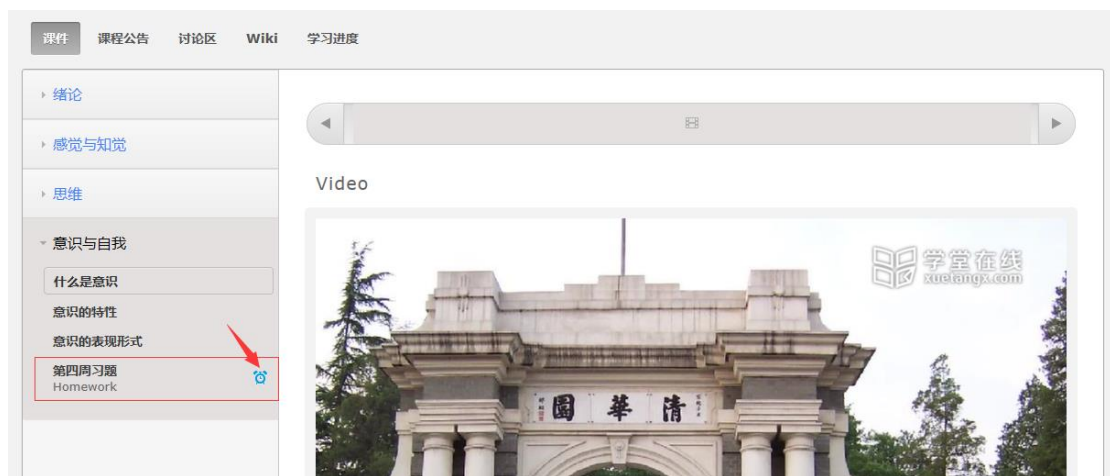 课件 课程公告 讨论区 Wiki 学习进度
绪论
感觉与知觉
思维
意识与自我
什么是意识
意识的特性
意识的表现形式
第四周习题
Homework
Video
学堂在线
xuetangx.com
園華清